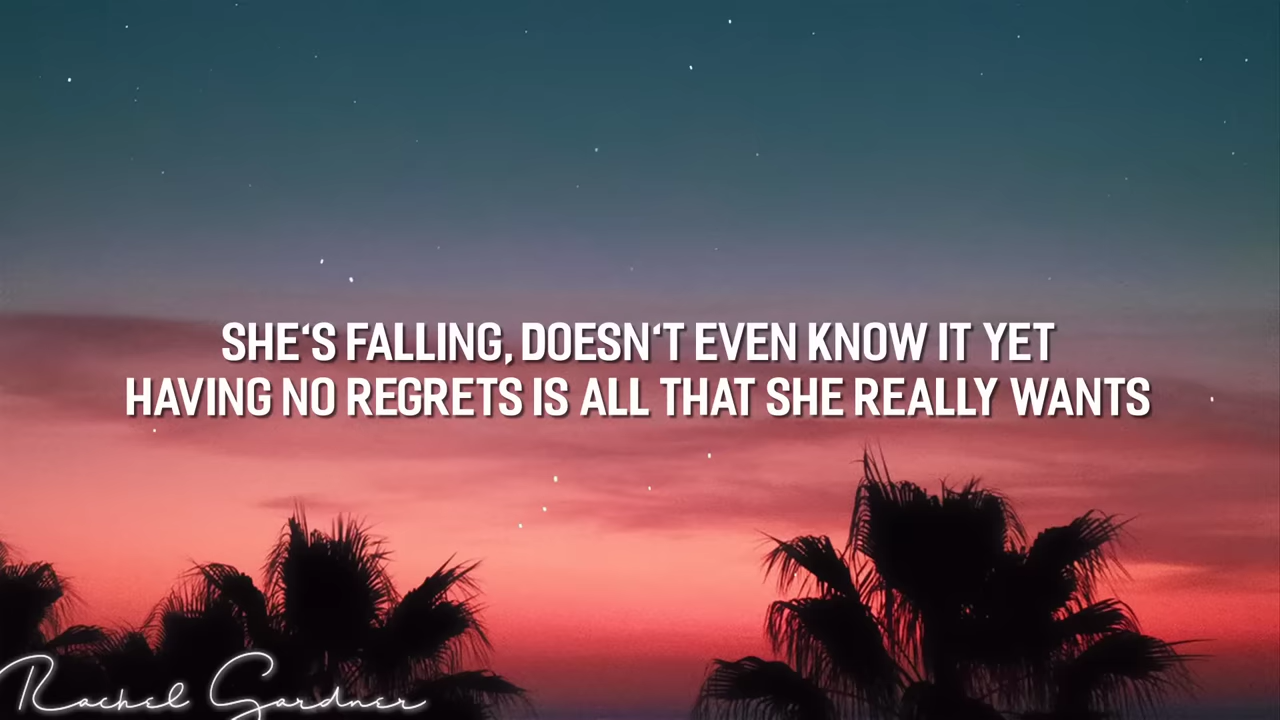 SHE‘S FALLING, DOESN‘T EVEN KNOW IT YET
HAVING NO REGRETS IS ALL THAT SHE REALLY WANTS
Rachel Gardner